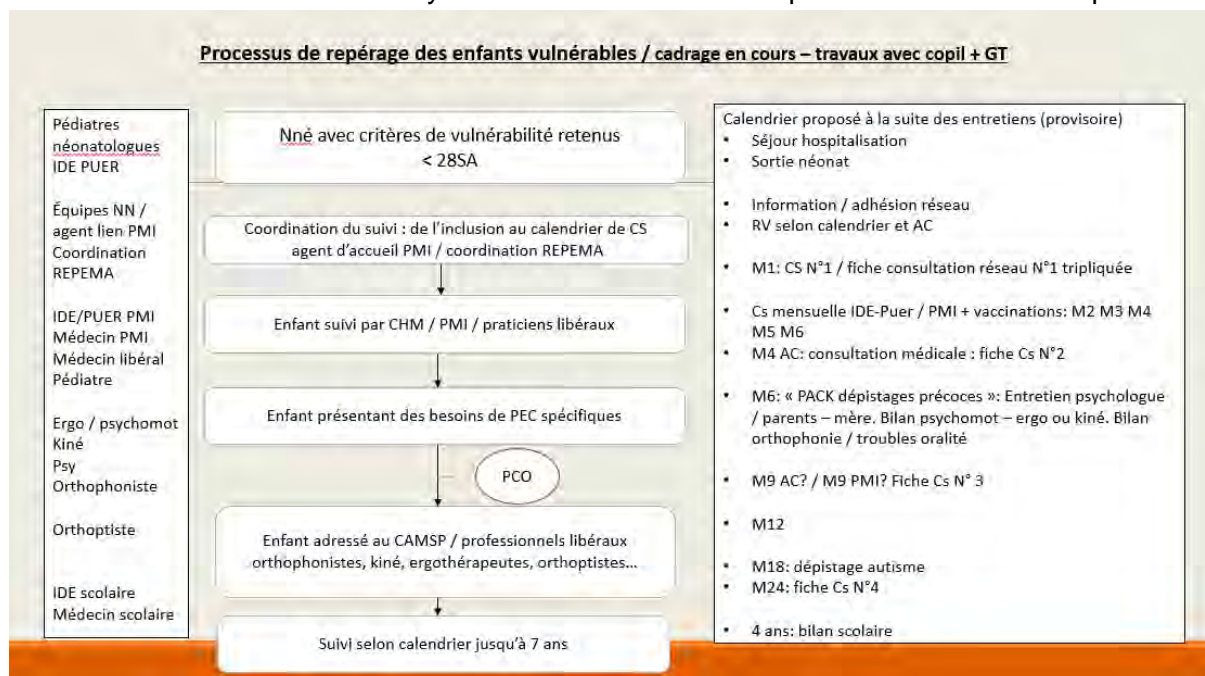 Processus de repérage des enfants vulnérables / cadrage en cours – travaux avec copil + GT
Pédiatres
néonatologues
IDE PUER
Équipes NN /
agent lien PMI
Coordination
REPEMA
IDE/PUER PMI
Médecin PMI
Médecin libéral
Pédiatre
Ergo / psychomot
Kiné
Psy
Orthophoniste
Orthoptiste
IDE scolaire
Médecin scolaire
Nné avec critères de vulnérabilité retenus
< 28SA
Coordination du suivi : de l'inclusion au calendrier de CS
agent d'accueil PMI / coordination REPEMA
Enfant suivi par CHM / PMI / praticiens libéraux
Enfant présentant des besoins de PEC spécifiques
PCO
Enfant adressé au CAMSP / professionnels libéraux
orthophonistes, kiné, ergothérapeutes, orthoptistes…
Suivi selon calendrier jusqu'à 7 ans
Calendrier proposé à la suite des entretiens (provisoire)
• Séjour hospitalisation
• Sortie néonat
• Information / adhésion réseau
• RV selon calendrier et AC
• M1: CS N°1 / fiche consultation réseau N°1 tripliquée
• Cs mensuelle IDE-Puer / PMI + vaccinations: M2 M3 M4
M5 M6
• M4 AC: consultation médicale : fiche Cs N°2
• M6: « PACK dépistages précoces »: Entretien psychologue
/ parents – mère. Bilan psychomot – ergo ou kiné. Bilan
orthophonie / troubles oralité
• M9 AC? / M9 PMI? Fiche Cs N° 3
• M12
• M18: dépistage autisme
• M24: fiche Cs N°4
• 4 ans: bilan scolaire